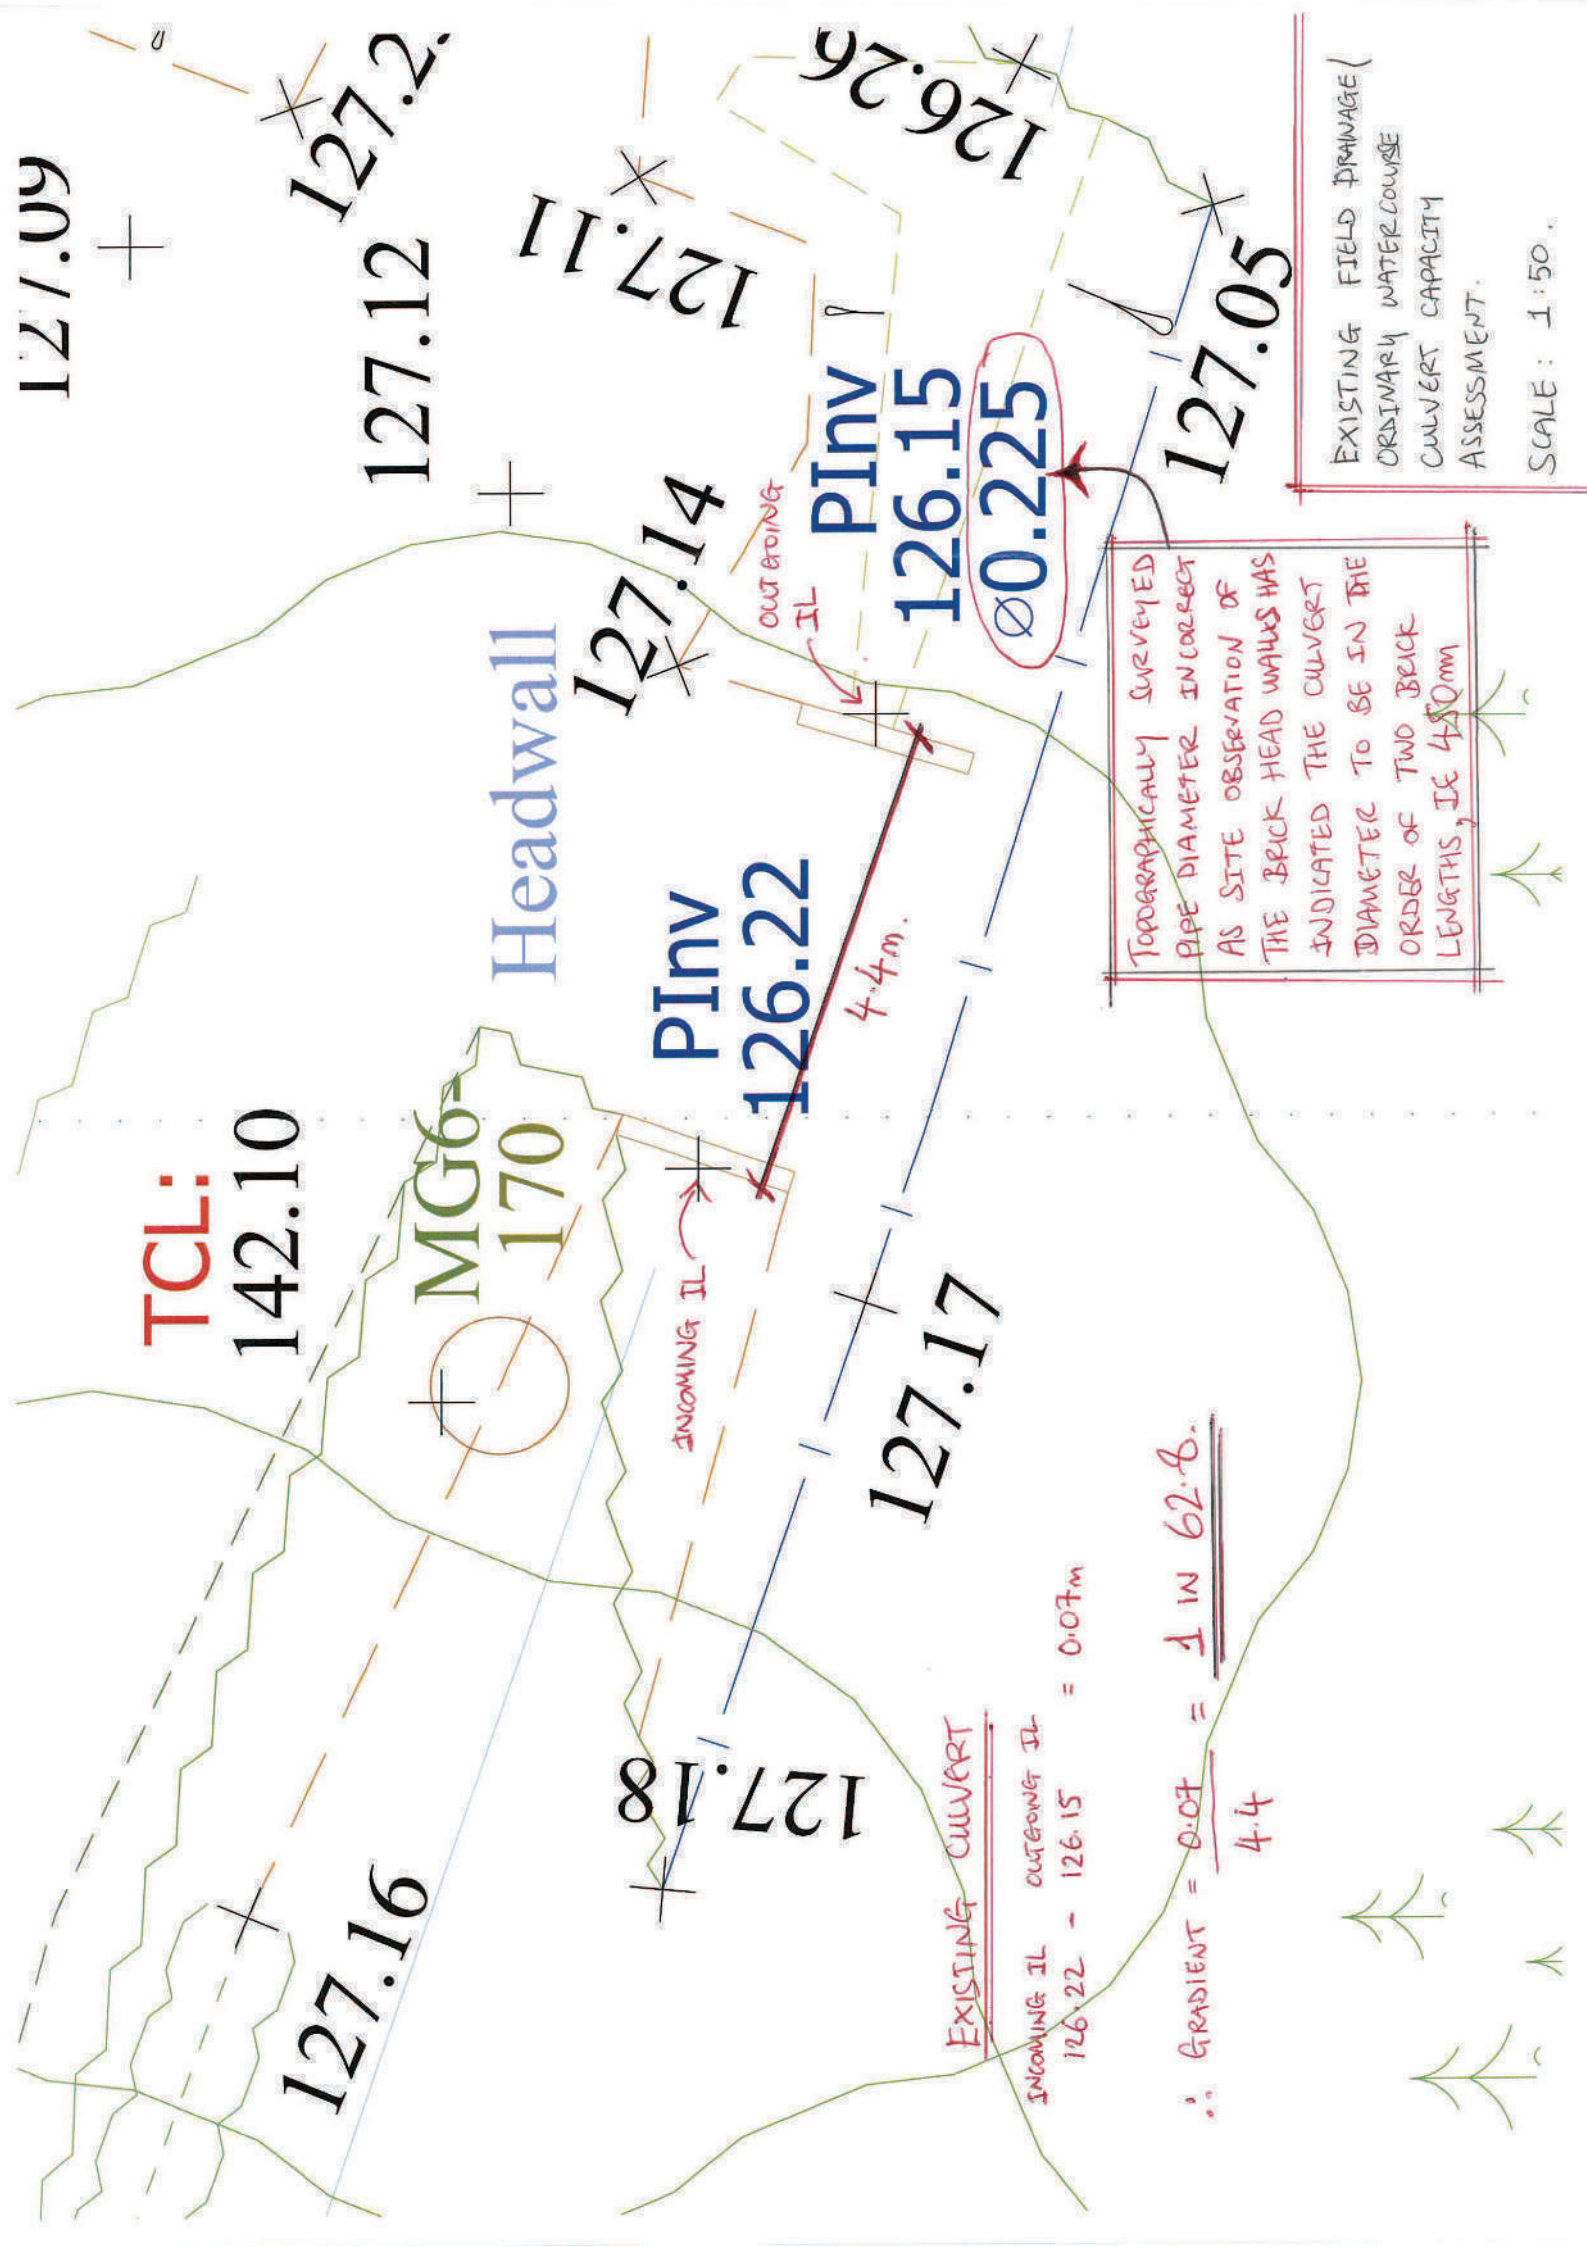 127.09
127.12
127.2
127.11
126.26
126.26
127.14
127.05
TCL:
142.10
MG6-
170
Headwall
PInv
126.22
PInv
126.15
⌀0.225
OUTGOING
IL
INCOMING IL
4.4m.
127.16
127.18
127.17
EXISTING CULVERT
INCOMING IL OUTGOING IL
126.22 - 126.15 = 0.07m
∴ GRADIENT = 0.07 = 1 IN 62.8.
4.4
TOPOGRAPHICALLY SURVEYED
PIPE DIAMETER INCORRECT
AS SITE OBSERVATION OF
THE BRICK HEAD WALLS HAS
INDICATED THE CULVERT
DIAMETER TO BE IN THE
ORDER OF TWO BRICK
LENGTHS, IE 450mm
EXISTING FIELD DRAINAGE/
ORDINARY WATERCOURSE
CULVERT CAPACITY
ASSESSMENT.
SCALE: 1:50.